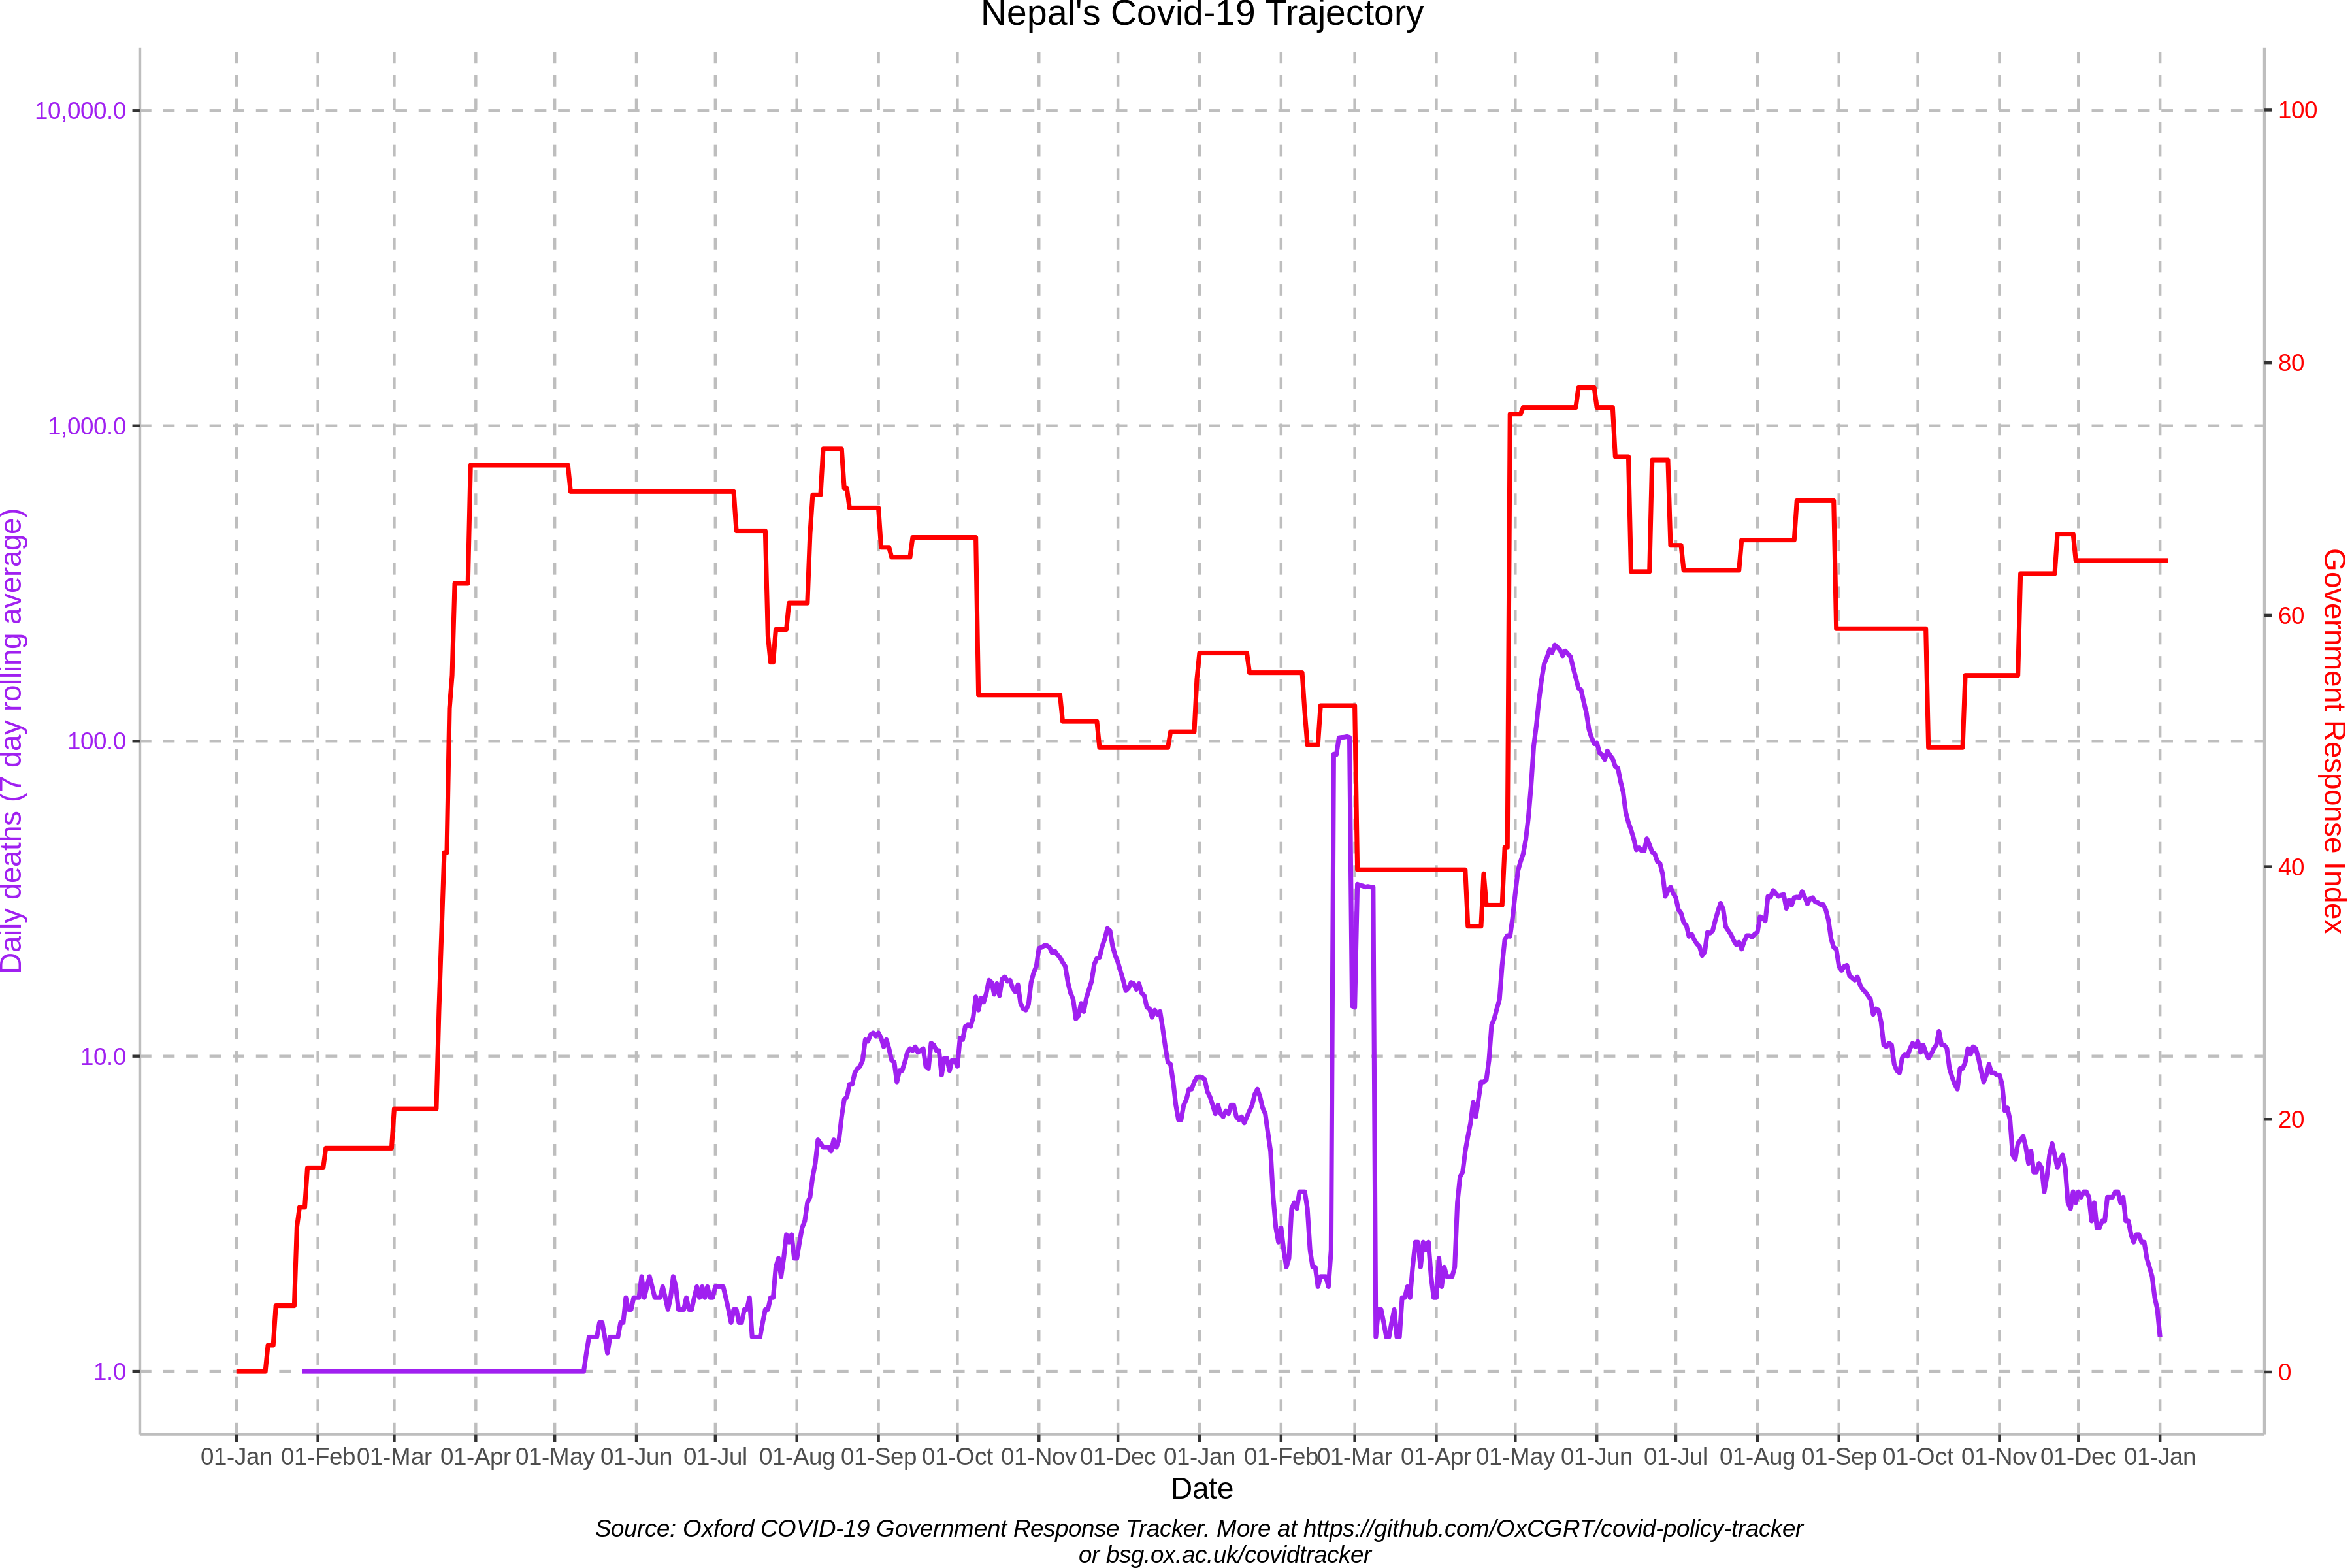 Nepal's Covid-19 Trajectory
10,000.0
1,000.0
100.0
10.0
1.0
Daily deaths (7 day rolling average)
100
80
60
40
20
0
Government Response Index
01-Jan 01-Feb 01-Mar 01-Apr 01-May 01-Jun 01-Jul 01-Aug 01-Sep 01-Oct 01-Nov 01-Dec 01-Jan 01-Feb 01-Mar 01-Apr 01-May 01-Jun 01-Jul 01-Aug 01-Sep 01-Oct 01-Nov 01-Dec 01-Jan
Date
Source: Oxford COVID-19 Government Response Tracker. More at https://github.com/OxCGRT/covid-policy-tracker
or bsg.ox.ac.uk/covidtracker